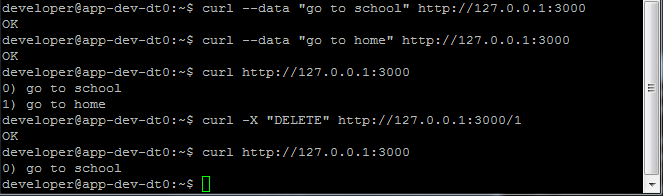 developer@app-dev-dt0:~$ curl --data "go to school" http://127.0.0.1:3000
OK
developer@app-dev-dt0:~$ curl --data "go to home" http://127.0.0.1:3000
OK
developer@app-dev-dt0:~$ curl http://127.0.0.1:3000
0) go to school
1) go to home
developer@app-dev-dt0:~$ curl -X "DELETE" http://127.0.0.1:3000/1
OK
developer@app-dev-dt0:~$ curl http://127.0.0.1:3000
0) go to school
developer@app-dev-dt0:~$